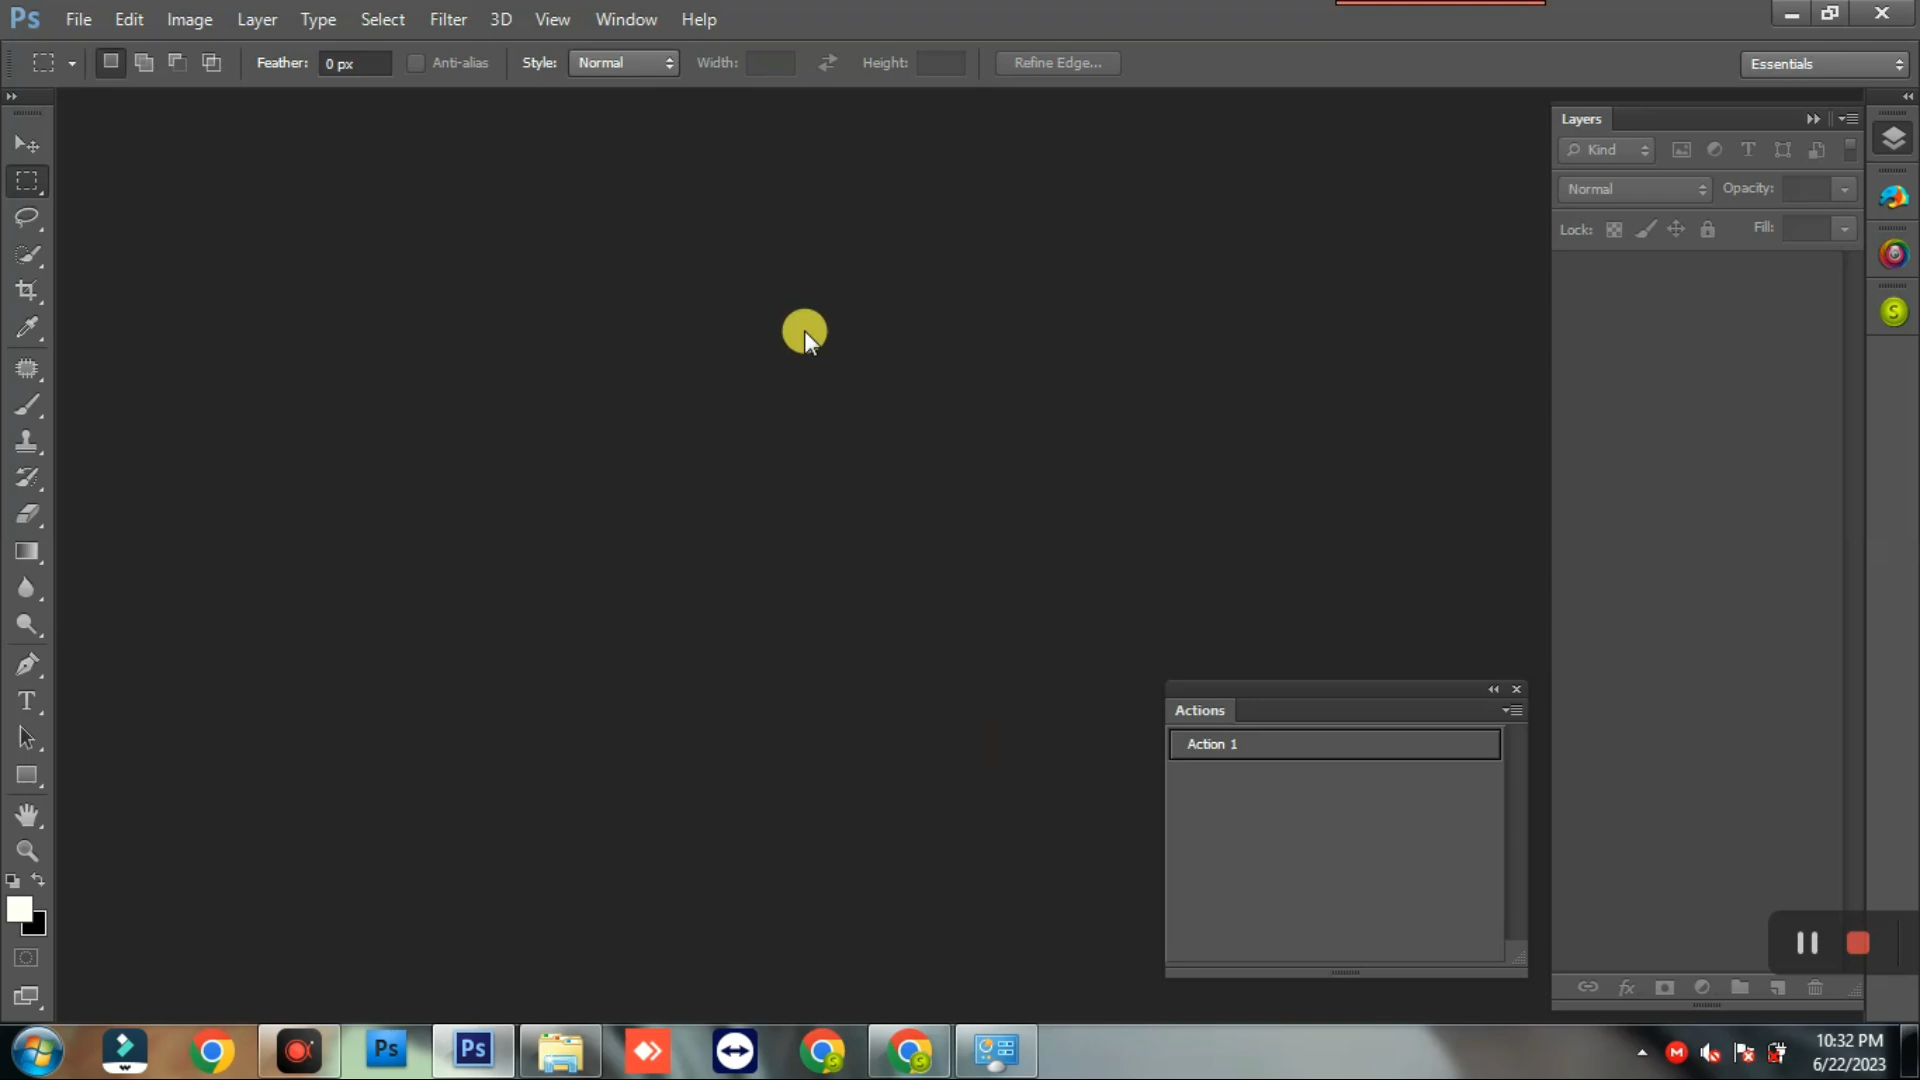 Ps File Edit Image Layer Type Select Filter 3D View Window Help
Feather: 0 px Anti-alias Style: Normal Width: Height: Refine Edge... Essentials
Layers
Kind
Normal Opacity:
Lock: Fill:
S
Actions
Action 1
Ps Ps
10:32 PM
6/22/2023